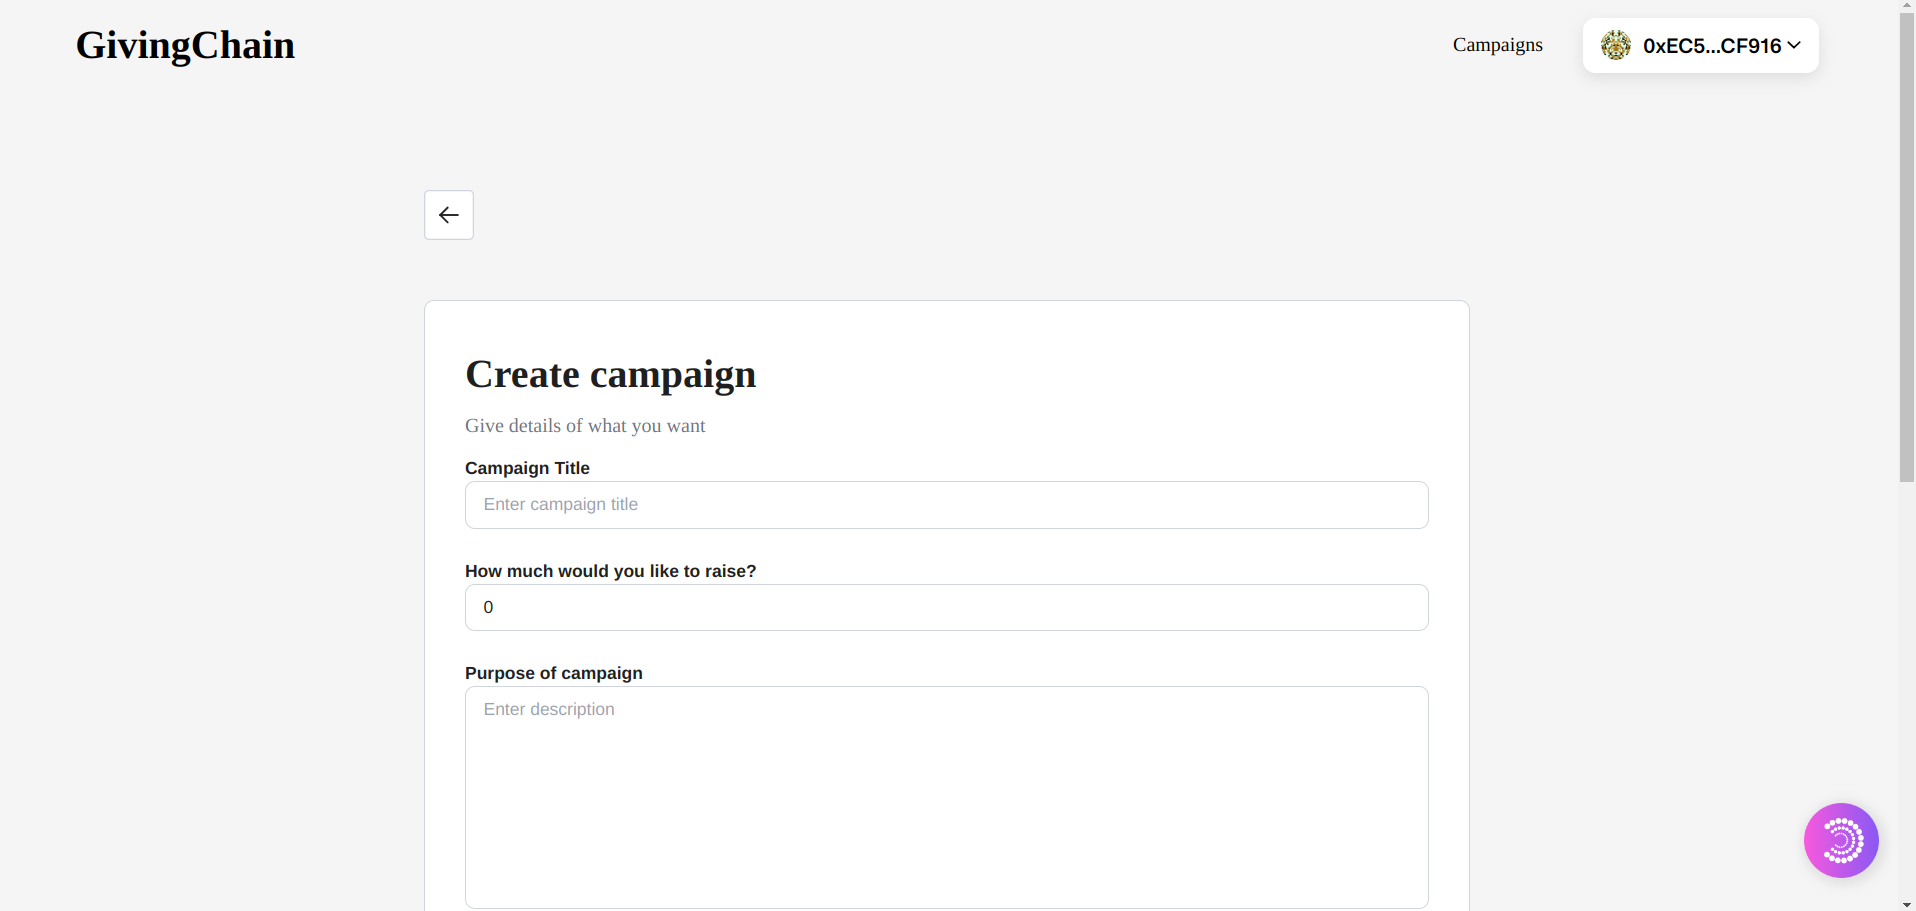 GivingChain
Campaigns
0xEC5...CF916
Create campaign
Give details of what you want
Campaign Title
Enter campaign title
How much would you like to raise?
0
Purpose of campaign
Enter description